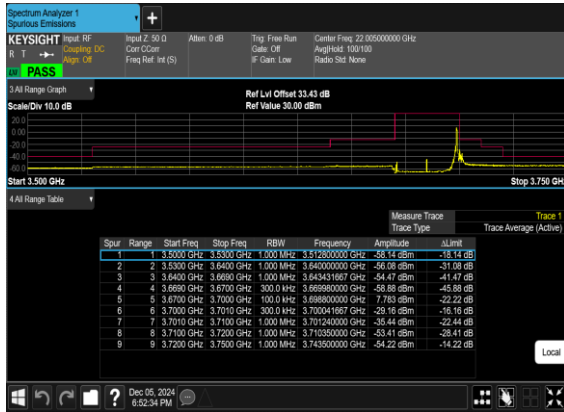 Spectrum Analyzer 1
Spurious Emissions
+
KEYSIGHT Input: RF Input Z: 50 Ω Atten: 0 dB Trig: Free Run Center Freq: 22.005000000 GHz
R T Coupling: DC Corr CCorr Gate: Off Avg|Hold: 100/100
Align: Off Freq Ref: Int (S) IF Gain: Low Radio Std: None
PASS
3 All Range Graph Ref Lvl Offset 33.43 dB
Scale/Div 10.0 dB Ref Value 30.00 dBm
20.0
0.00
-20.0
-40.0
-60.0
Start 3.500 GHz Stop 3.750 GHz
4 All Range Table
Measure Trace Trace 1
Trace Type Trace Average (Active)
Spur Range Start Freq Stop Freq RBW Frequency Amplitude ΔLimit
1 1 3.5000 GHz 3.5300 GHz 1.000 MHz 3.512800000 GHz -58.14 dBm -18.14 dB
2 2 3.5300 GHz 3.6400 GHz 1.000 MHz 3.640000000 GHz -56.08 dBm -31.08 dB
3 3 3.6400 GHz 3.6690 GHz 1.000 MHz 3.643431667 GHz -54.47 dBm -41.47 dB
4 4 3.6690 GHz 3.6700 GHz 300.0 kHz 3.669980000 GHz -58.88 dBm -45.88 dB
5 5 3.6700 GHz 3.7000 GHz 100.0 kHz 3.698800000 GHz 7.783 dBm -22.22 dB
6 6 3.7000 GHz 3.7010 GHz 300.0 kHz 3.700041667 GHz -29.16 dBm -16.16 dB
7 7 3.7010 GHz 3.7100 GHz 1.000 MHz 3.701240000 GHz -35.44 dBm -22.44 dB
8 8 3.7100 GHz 3.7200 GHz 1.000 MHz 3.710350000 GHz -53.41 dBm -28.41 dB
9 9 3.7200 GHz 3.7500 GHz 1.000 MHz 3.743500000 GHz -54.22 dBm -14.22 dB
Local
? Dec 05, 2024
6:52:34 PM